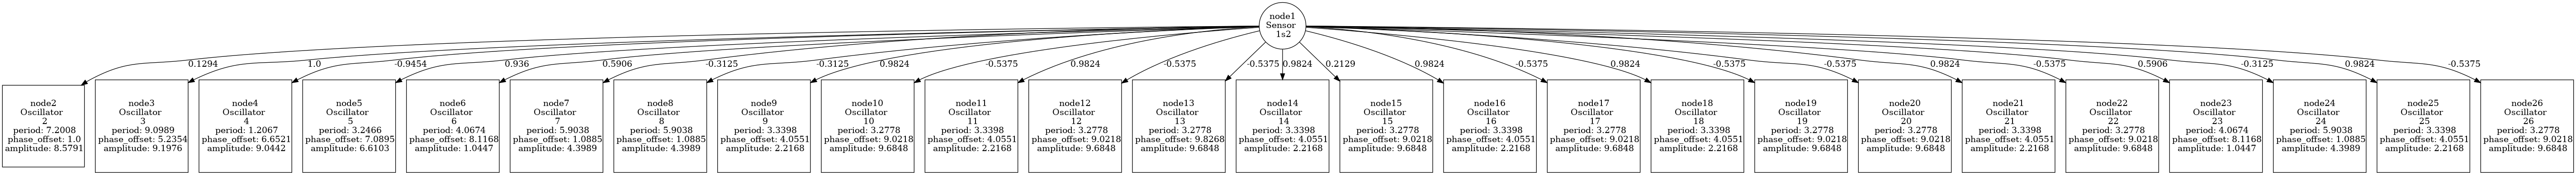 node1
Sensor
1s2
0.1294
1.0
-0.9454
0.936
0.5906
-0.3125
-0.3125
0.9824
-0.5375
0.9824
-0.5375
-0.5375
0.9824
0.2129
0.9824
-0.5375
0.9824
-0.5375
-0.5375
0.9824
-0.5375
0.5906
-0.3125
0.9824
-0.5375
node2
Oscillator
2
period: 7.2008
phase_offset: 1.0
amplitude: 8.5791
node3
Oscillator
3
period: 9.0989
phase_offset: 5.2354
amplitude: 9.1976
node4
Oscillator
4
period: 1.2067
phase_offset: 6.6521
amplitude: 9.0442
node5
Oscillator
5
period: 3.2466
phase_offset: 7.0895
amplitude: 6.6103
node6
Oscillator
6
period: 4.0674
phase_offset: 8.1168
amplitude: 1.0447
node7
Oscillator
7
period: 5.9038
phase_offset: 1.0885
amplitude: 4.3989
node8
Oscillator
8
period: 5.9038
phase_offset: 1.0885
amplitude: 4.3989
node9
Oscillator
9
period: 3.3398
phase_offset: 4.0551
amplitude: 2.2168
node10
Oscillator
10
period: 3.2778
phase_offset: 9.0218
amplitude: 9.6848
node11
Oscillator
11
period: 3.3398
phase_offset: 4.0551
amplitude: 2.2168
node12
Oscillator
12
period: 3.2778
phase_offset: 9.0218
amplitude: 9.6848
node13
Oscillator
13
period: 3.2778
phase_offset: 9.8268
amplitude: 9.6848
node14
Oscillator
14
period: 3.3398
phase_offset: 4.0551
amplitude: 2.2168
node15
Oscillator
15
period: 3.2778
phase_offset: 9.0218
amplitude: 9.6848
node16
Oscillator
16
period: 3.3398
phase_offset: 4.0551
amplitude: 2.2168
node17
Oscillator
17
period: 3.2778
phase_offset: 9.0218
amplitude: 9.6848
node18
Oscillator
18
period: 3.3398
phase_offset: 4.0551
amplitude: 2.2168
node19
Oscillator
19
period: 3.2778
phase_offset: 9.0218
amplitude: 9.6848
node20
Oscillator
20
period: 3.2778
phase_offset: 9.0218
amplitude: 9.6848
node21
Oscillator
21
period: 3.3398
phase_offset: 4.0551
amplitude: 2.2168
node22
Oscillator
22
period: 3.2778
phase_offset: 9.0218
amplitude: 9.6848
node23
Oscillator
23
period: 4.0674
phase_offset: 8.1168
amplitude: 1.0447
node24
Oscillator
24
period: 5.9038
phase_offset: 1.0885
amplitude: 4.3989
node25
Oscillator
25
period: 3.3398
phase_offset: 4.0551
amplitude: 2.2168
node26
Oscillator
26
period: 3.2778
phase_offset: 9.0218
amplitude: 9.6848